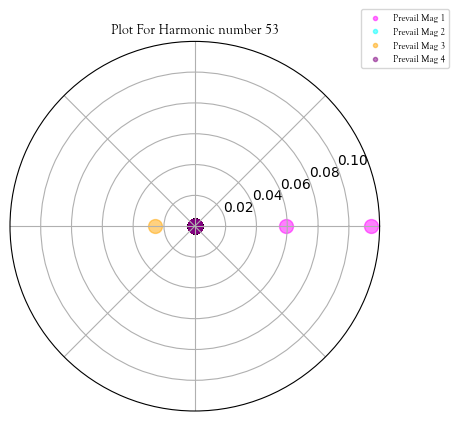 Plot For Harmonic number 53
Prevail Mag 1
Prevail Mag 2
Prevail Mag 3
Prevail Mag 4
0.10
0.08
0.06
0.04
0.02